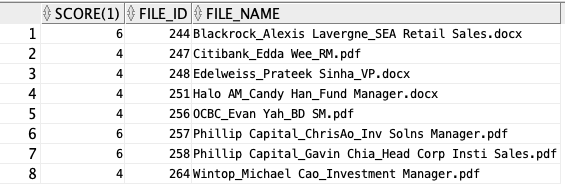 SCORE(1) FILE_ID FILE_NAME
1 6 244 Blackrock_Alexis Lavergne_SEA Retail Sales.docx
2 4 247 Citibank_Edda Wee_RM.pdf
3 4 248 Edelweiss_Prateek Sinha_VP.docx
4 4 251 Halo AM_Candy Han_Fund Manager.docx
5 4 256 OCBC_Evan Yah_BD SM.pdf
6 6 257 Phillip Capital_ChrisAo_Inv Solns Manager.pdf
7 6 258 Phillip Capital_Gavin Chia_Head Corp Insti Sales.pdf
8 4 264 Wintop_Michael Cao_Investment Manager.pdf